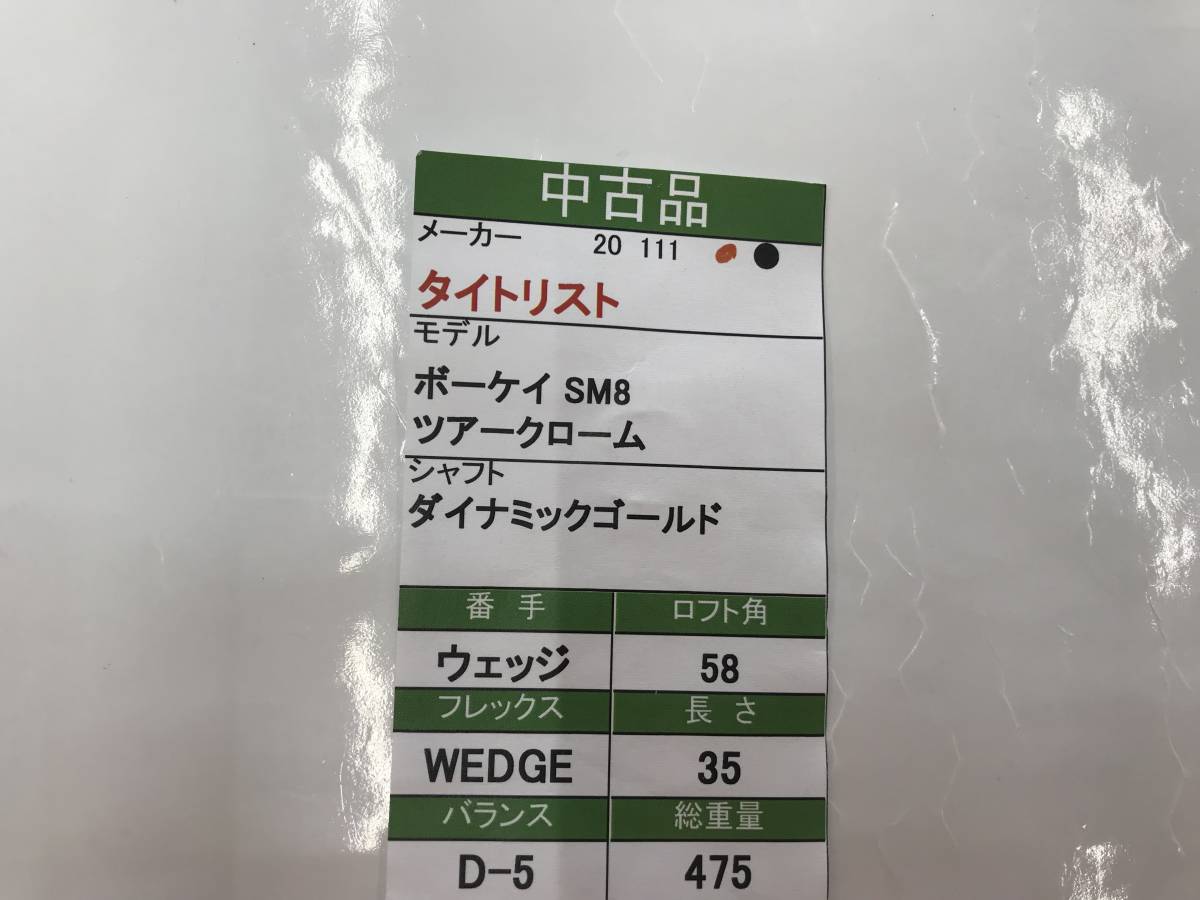 中古品
メーカー 20 111
タイトリスト
モデル
ボーケイ SM8
ツアークローム
シャフト
ダイナミックゴールド
番手 ロフト角
ウェッジ 58
フレックス 長さ
WEDGE 35
バランス 総重量
D-5 475